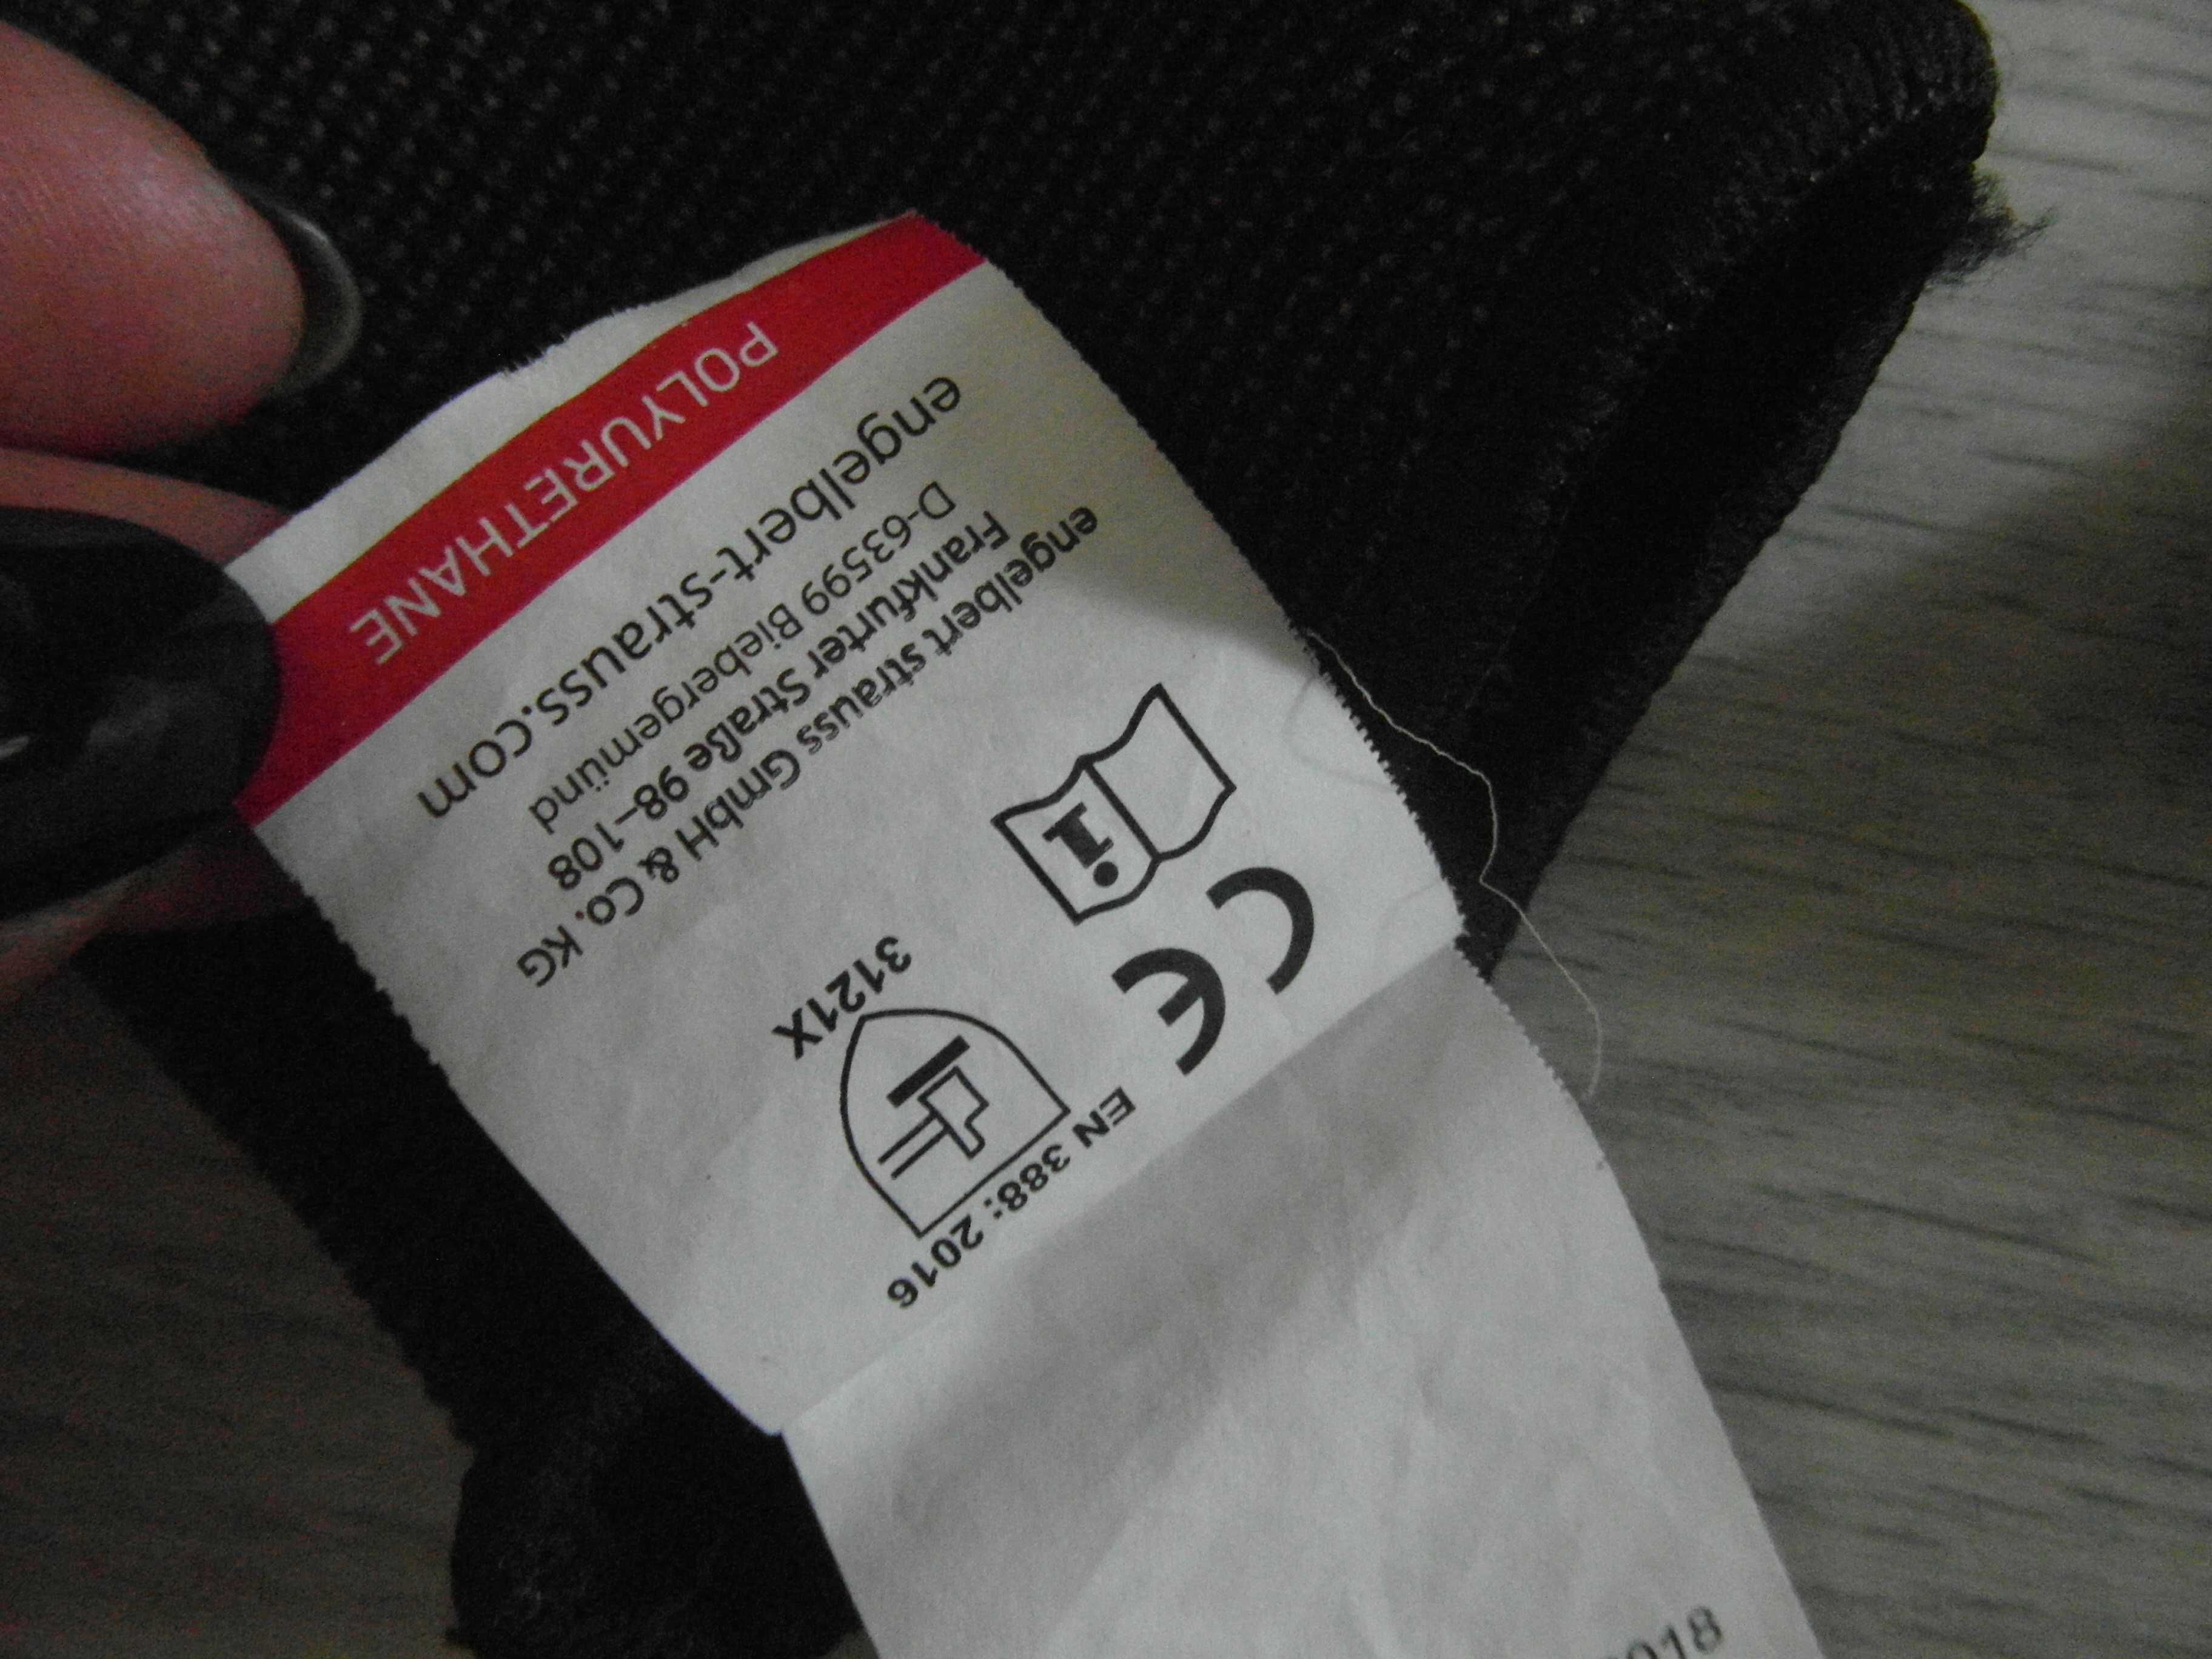 EN 388: 2016
CE
i
3121X
engelbert strauss GmbH & Co. KG
Frankfurter Straße 98–108
D-63599 Biebergemünd
engelbert-strauss.com
POLYURETHANE